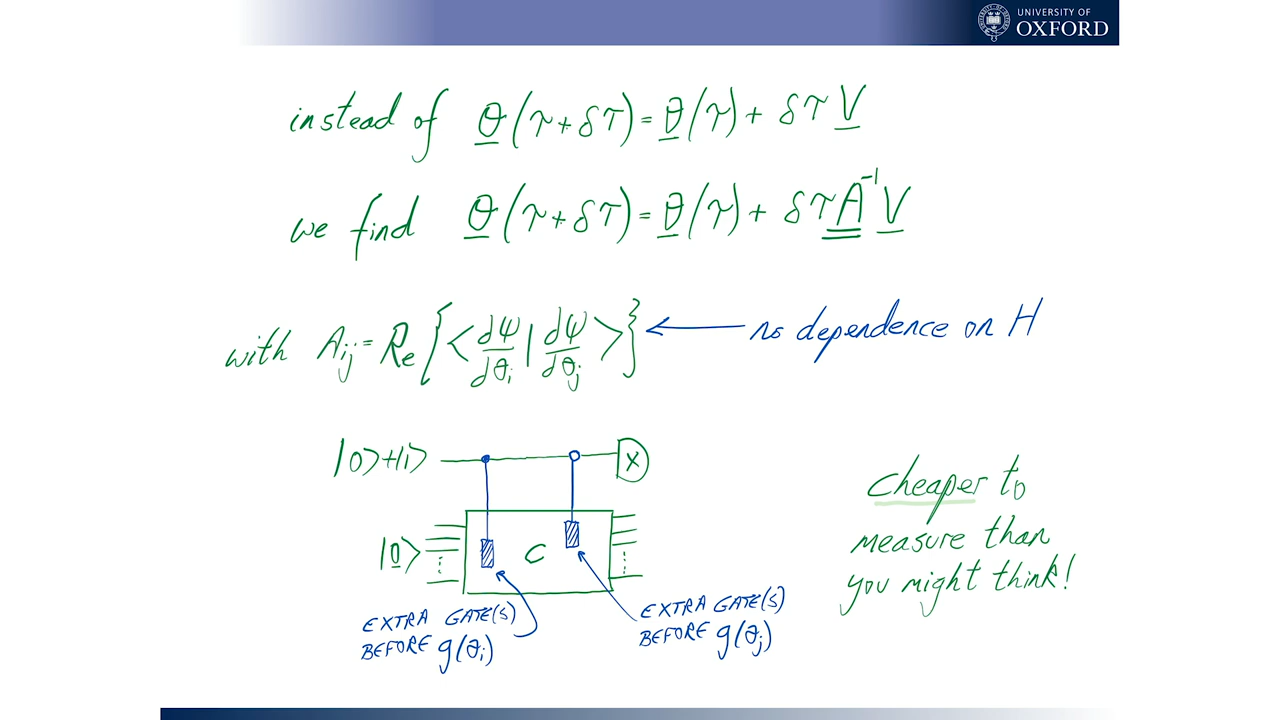 UNIVERSITY OF
OXFORD
instead of θ(τ+δτ)=θ(τ)+ δτ V
we find θ(τ+δτ)=θ(τ)+ δτ A⁻¹ V
with Aij = Re{<dψ/dθi|dψ/dθj>} ← no dependence on H
|0>+|1> X
|0> C
cheaper to
measure than
you might think!
EXTRA GATE(S)
BEFORE g(θi)
EXTRA GATE(S)
BEFORE g(θj)